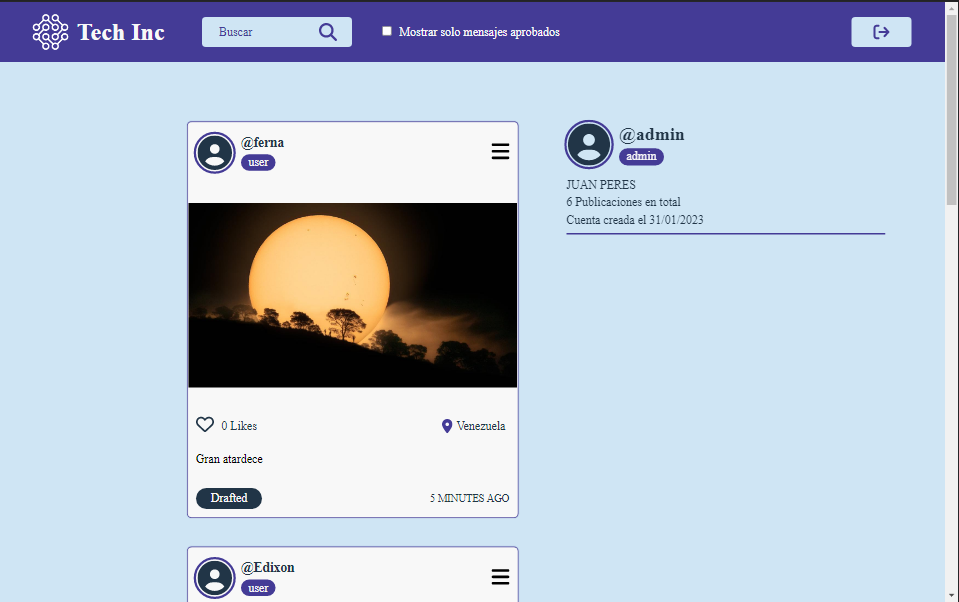 Tech Inc
Buscar
Mostrar solo mensajes aprobados
@ferna
user
0 Likes
Venezuela
Gran atardece
Drafted
5 MINUTES AGO
@Edixon
user
@admin
admin
JUAN PERES
6 Publicaciones en total
Cuenta creada el 31/01/2023